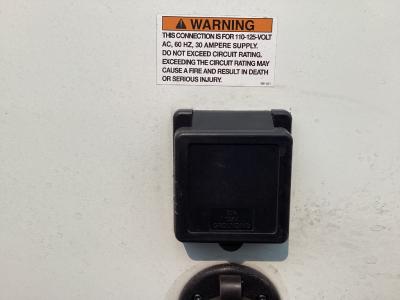 WARNING
THIS CONNECTION IS FOR 110-125-VOLT
AC, 60 HZ, 30 AMPERE SUPPLY.
DO NOT EXCEED CIRCUIT RATING.
EXCEEDING THE CIRCUIT RATING MAY
CAUSE A FIRE AND RESULT IN DEATH
OR SERIOUS INJURY.